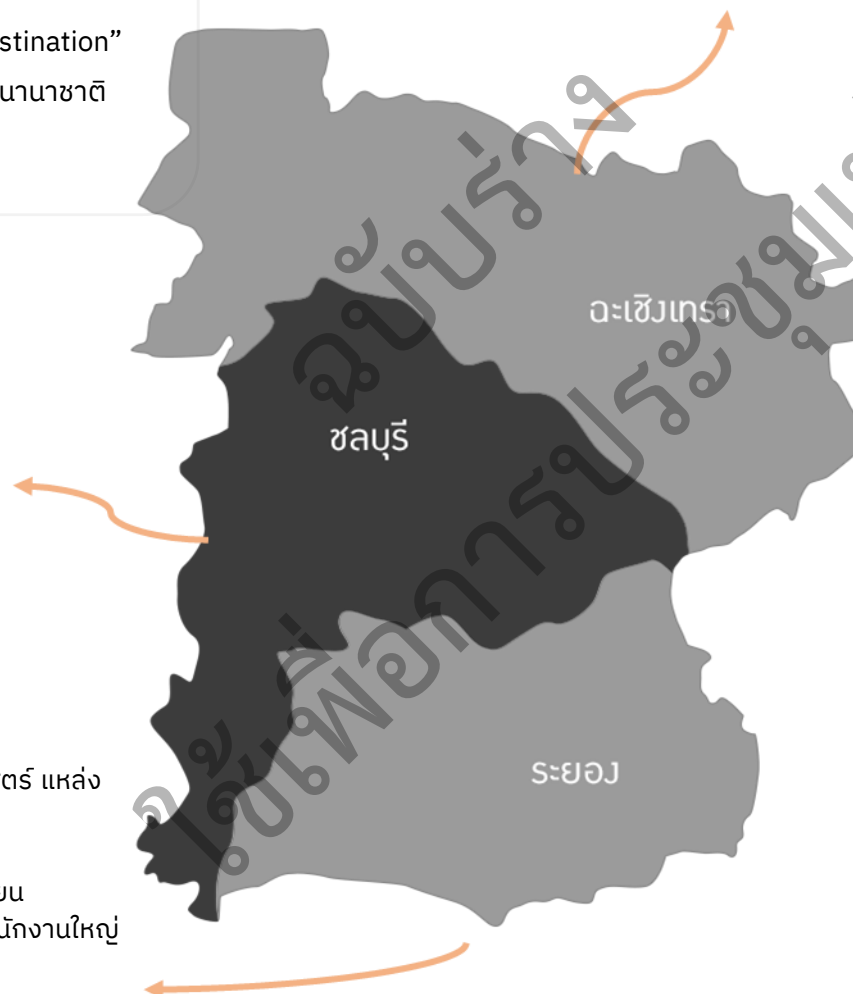 stination”
นานาชาติ
ฉะเชิงเทรา
ชลบุรี
ระยอง
ตร์ แหล่ง
ยน
นักงานใหญ่
ฉบับร่าง
ใช้เพื่อการประชุม